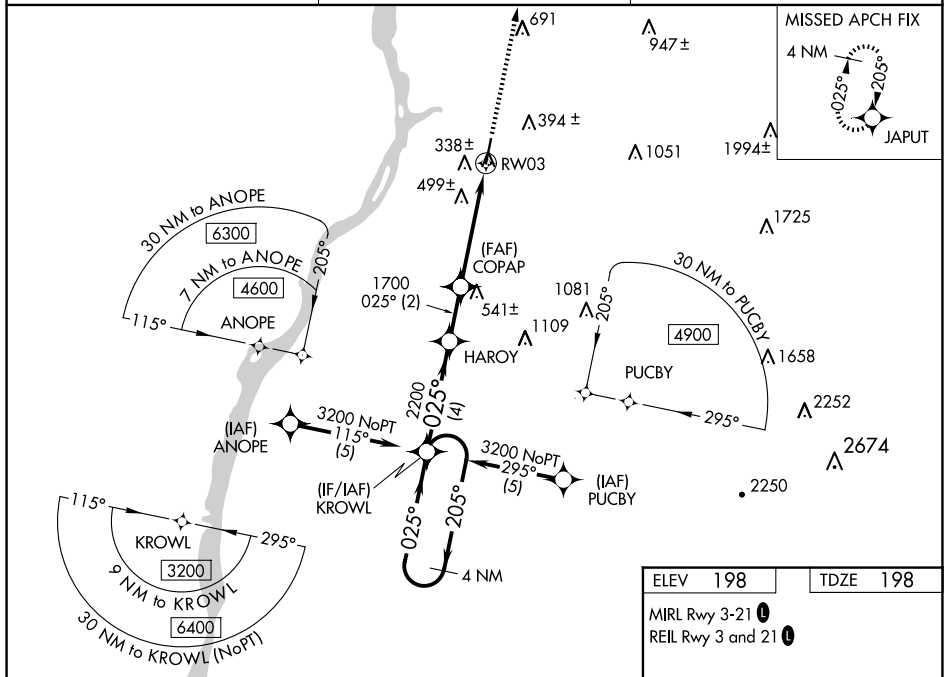 691
947±
MISSED APCH FIX
4 NM
025°
205°
JAPUT
394±
338±
RW03
1051
1994±
499±
30 NM to ANOPE
6300
7 NM to ANOPE
4600
205°
115°
ANOPE
(FAF)
COPAP
1700
025° (2)
541±
1109
HAROY
1725
30 NM to PUCBY
1081
205°
4900
1658
PUCBY
295°
2252
2674
2250
2200
025°
(4)
3200 NoPT
115°
(5)
(IAF)
ANOPE
3200 NoPT
295°
(5)
(IAF)
PUCBY
(IF/IAF)
KROWL
025°
205°
4 NM
115°
295°
KROWL
3200
9 NM to KROWL
6400
30 NM to KROWL (NoPT)
ELEV 198
TDZE 198
MIRL Rwy 3-21 L
REIL Rwy 3 and 21 L